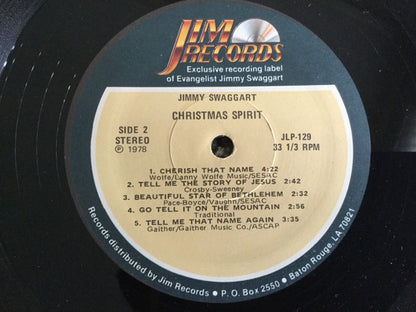 JIM
RECORDS
Exclusive recording label
of Evangelist Jimmy Swaggart
JIMMY SWAGGART
CHRISTMAS SPIRIT
SIDE 2
STEREO
℗ 1978
JLP-129
33 1/3 RPM
1. CHERISH THAT NAME 4:22
Wolfe/Lanny Wolfe Music/SESAC
2. TELL ME THE STORY OF JESUS 2:42
Crosby-Sweney
3. BEAUTIFUL STAR OF BETHLEHEM 2:32
Pace-Boyce/Vaughn/SESAC
4. GO TELL IT ON THE MOUNTAIN 2:56
Traditional
5. TELL ME THAT NAME AGAIN 3:35
Gaither/Gaither Music Co./ASCAP
Records distributed by Jim Records • P. O. Box 2550 • Baton Rouge, LA 70821